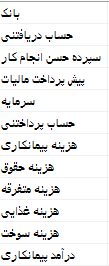 بانک
حساب دریافتنی
سپرده حسن انجام کار
پیش پرداخت مالیات
سرمایه
حساب پرداختنی
هزینه پیمانکاری
هزینه حقوق
هزینه متفرقه
هزینه غذایی
هزینه سوخت
درآمد پیمانکاری